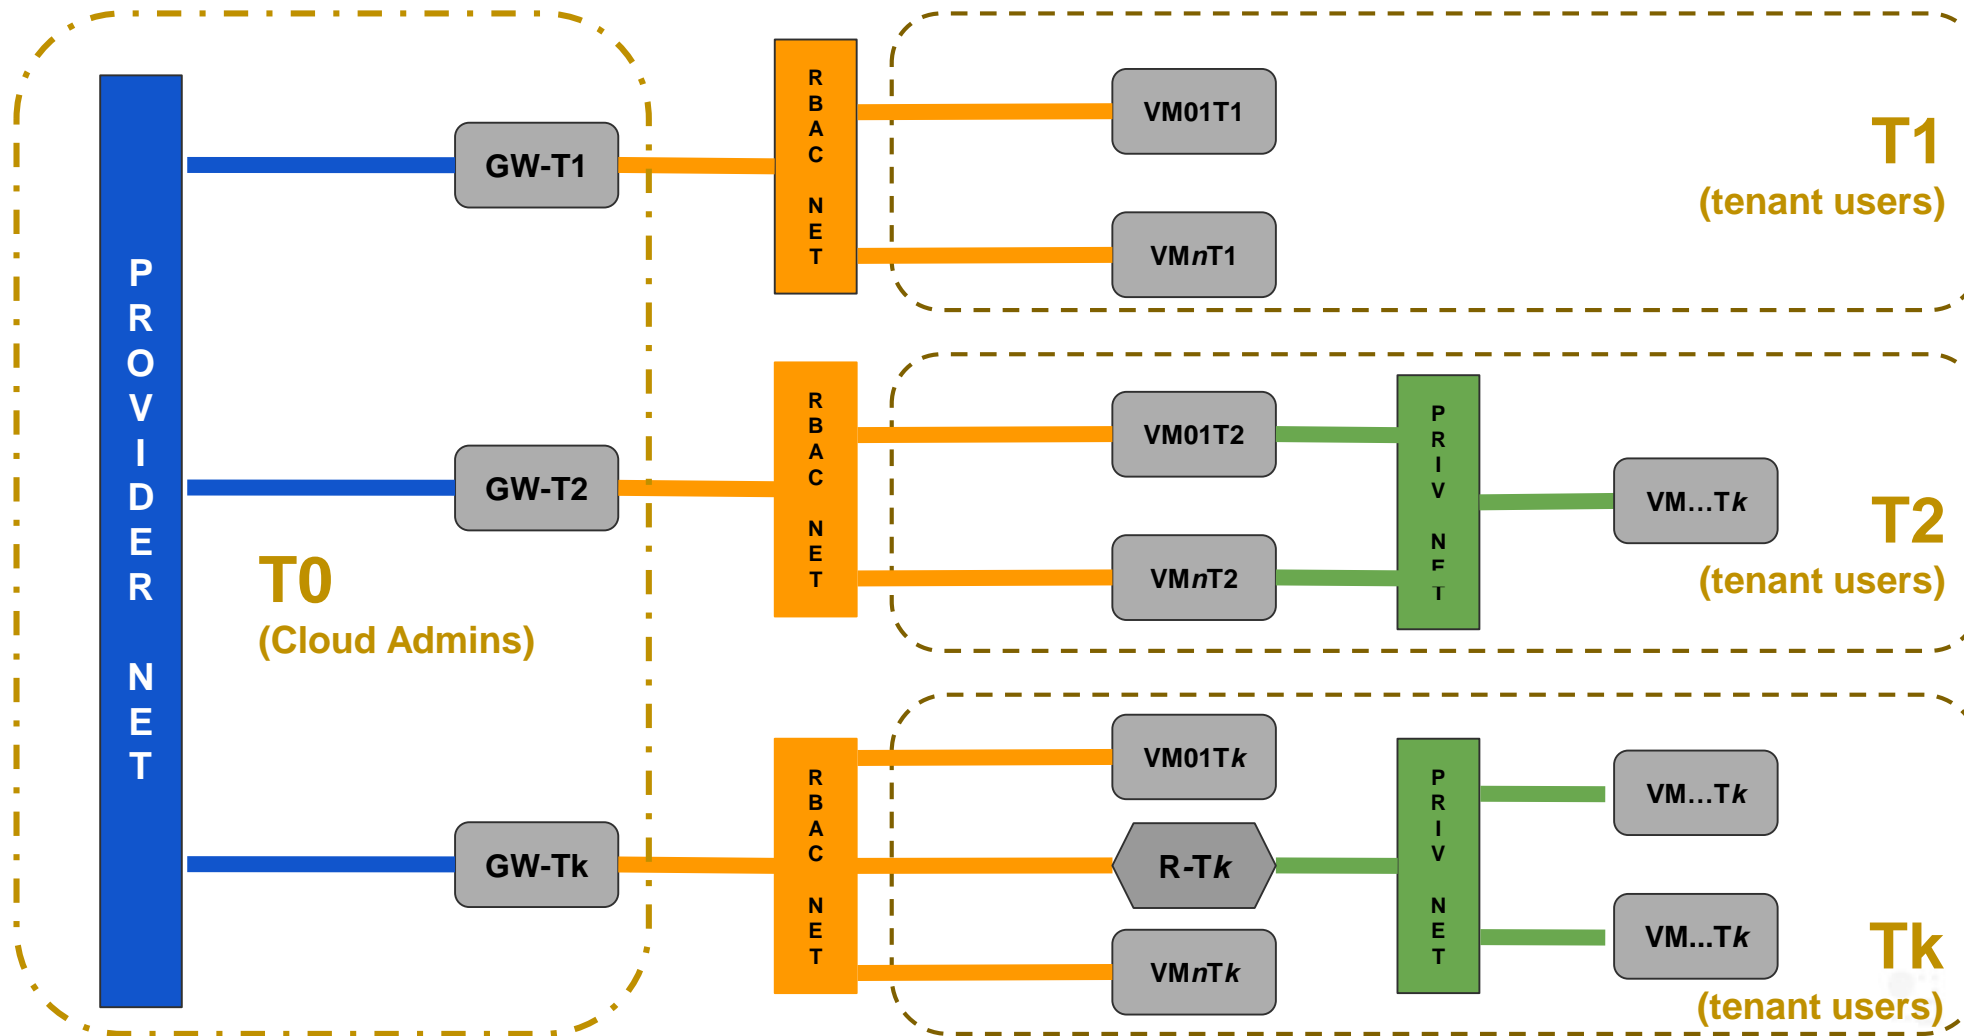 PROVIDER NET
GW-T1
GW-T2
GW-Tk
T0
(Cloud Admins)
RBAC NET
VM01T1
VMnT1
T1
(tenant users)
RBAC NET
VM01T2
VMnT2
PRIV NET
VM...Tk
T2
(tenant users)
RBAC NET
VM01Tk
R-Tk
VMnTk
PRIV NET
VM...Tk
VM...Tk
Tk
(tenant users)